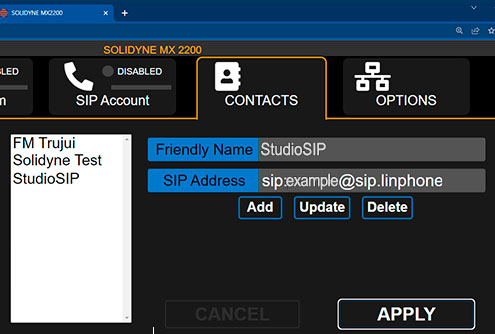 SOLIDYNE MX2200
SOLIDYNE MX 2200
DISABLED
SIP Account
CONTACTS
OPTIONS
FM Trujui
Solidyne Test
StudioSIP
Friendly Name StudioSIP
SIP Address sip:example@sip.linphone
Add Update Delete
CANCEL APPLY